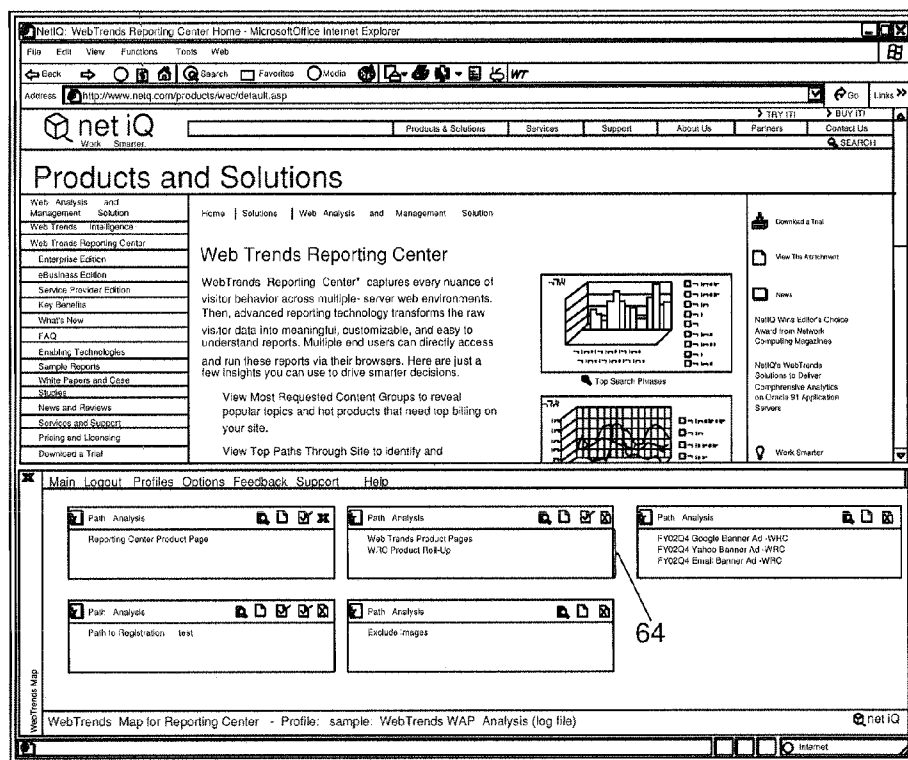 NetIQ: WebTrends Reporting Center Home - MicrosoftOffice Internet Explorer
File Edit View Functions Tools Web
Back Search Favorites Media WT
Address http://www.netiq.com/products/wec/default.asp Go Links »
TRY IT! BUY IT!
net iQ Products & Solutions Services Support About Us Partners Contact Us
Work Smarter. SEARCH
Products and Solutions
Web Analysis and
Management Solution
Web Trends Intelligence
Web Trends Reporting Center
Enterprise Edition
eBusiness Edition
Service Provider Edition
Key Benefits
What's New
FAQ
Enabling Technologies
Sample Reports
White Papers and Case
Studies
News and Reviews
Services and Support
Pricing and Licensing
Download a Trial
Home | Solutions | Web Analysis and Management Solution
Web Trends Reporting Center
WebTrends Reporting Center* captures every nuance of
visitor behavior across multiple- server web environments.
Then, advanced reporting technology transforms the raw
visitor data into meaningful, customizable, and easy to
understand reports. Multiple end users can directly access
and run these reports via their browsers. Here are just a
few insights you can use to drive smarter decisions.
View Most Requested Content Groups to reveal
popular topics and hot products that need top billing on
your site.
View Top Paths Through Site to identify and
Top Search Phrases
Download a Trial
View The
News
NetIQ Wins Editor's Choice
Award from Network
Computing Magazines
NetIQ's WebTrends
Solutions to Deliver
Comphrensive Analytics
on Oracle 91 Application
Servers
Work Smarter
Main Logout Profiles Options Feedback Support Help
Path Analysis
Reporting Center Product Page
Path Analysis
Web Trands Product Pages
WRC Product Roll-Up
Path Analysis
FY02Q4 Google Banner Ad -WRC
FY02Q4 Yahoo Banner Ad -WRC
FY02Q4 Email Banner Ad -WRC
Path Analysis
Path to Registration test
Path Analysis
Exclude Images
64
WebTrends Map
WebTrends Map for Reporting Center - Profile: sample: WebTrends WAP Analysis (log file) net iQ
Internet